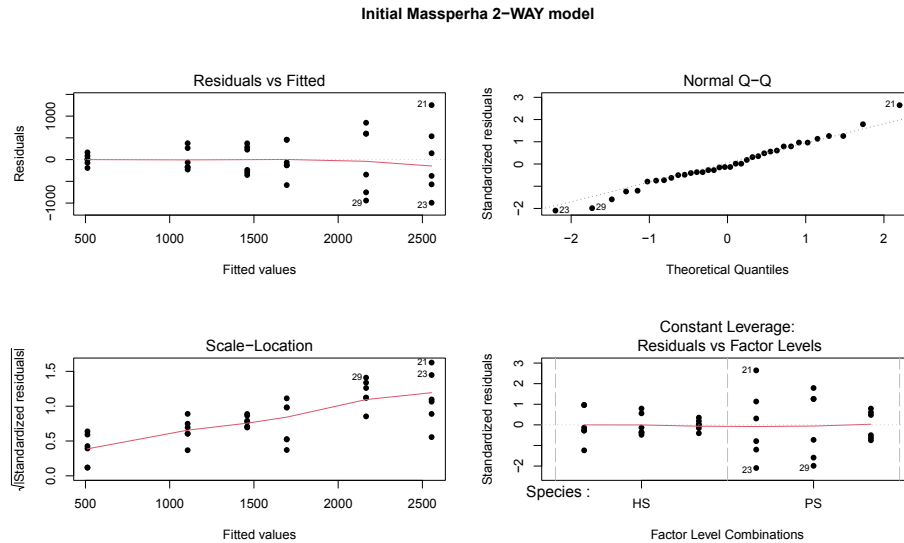 Initial Massperha 2−WAY model
Residuals vs Fitted
Residuals
−1000 0 1000
21
29
23
500 1000 1500 2000 2500
Fitted values
Normal Q−Q
Standardized residuals
−2 −1 0 1 2 3
21
23
29
−2 −1 0 1 2
Theoretical Quantiles
Scale−Location
√|Standardized residuals|
0.0 0.5 1.0 1.5
21
29
23
500 1000 1500 2000 2500
Fitted values
Constant Leverage:
Residuals vs Factor Levels
Standardized residuals
−2 0 1 2 3
21
23
29
Species :
HS PS
Factor Level Combinations